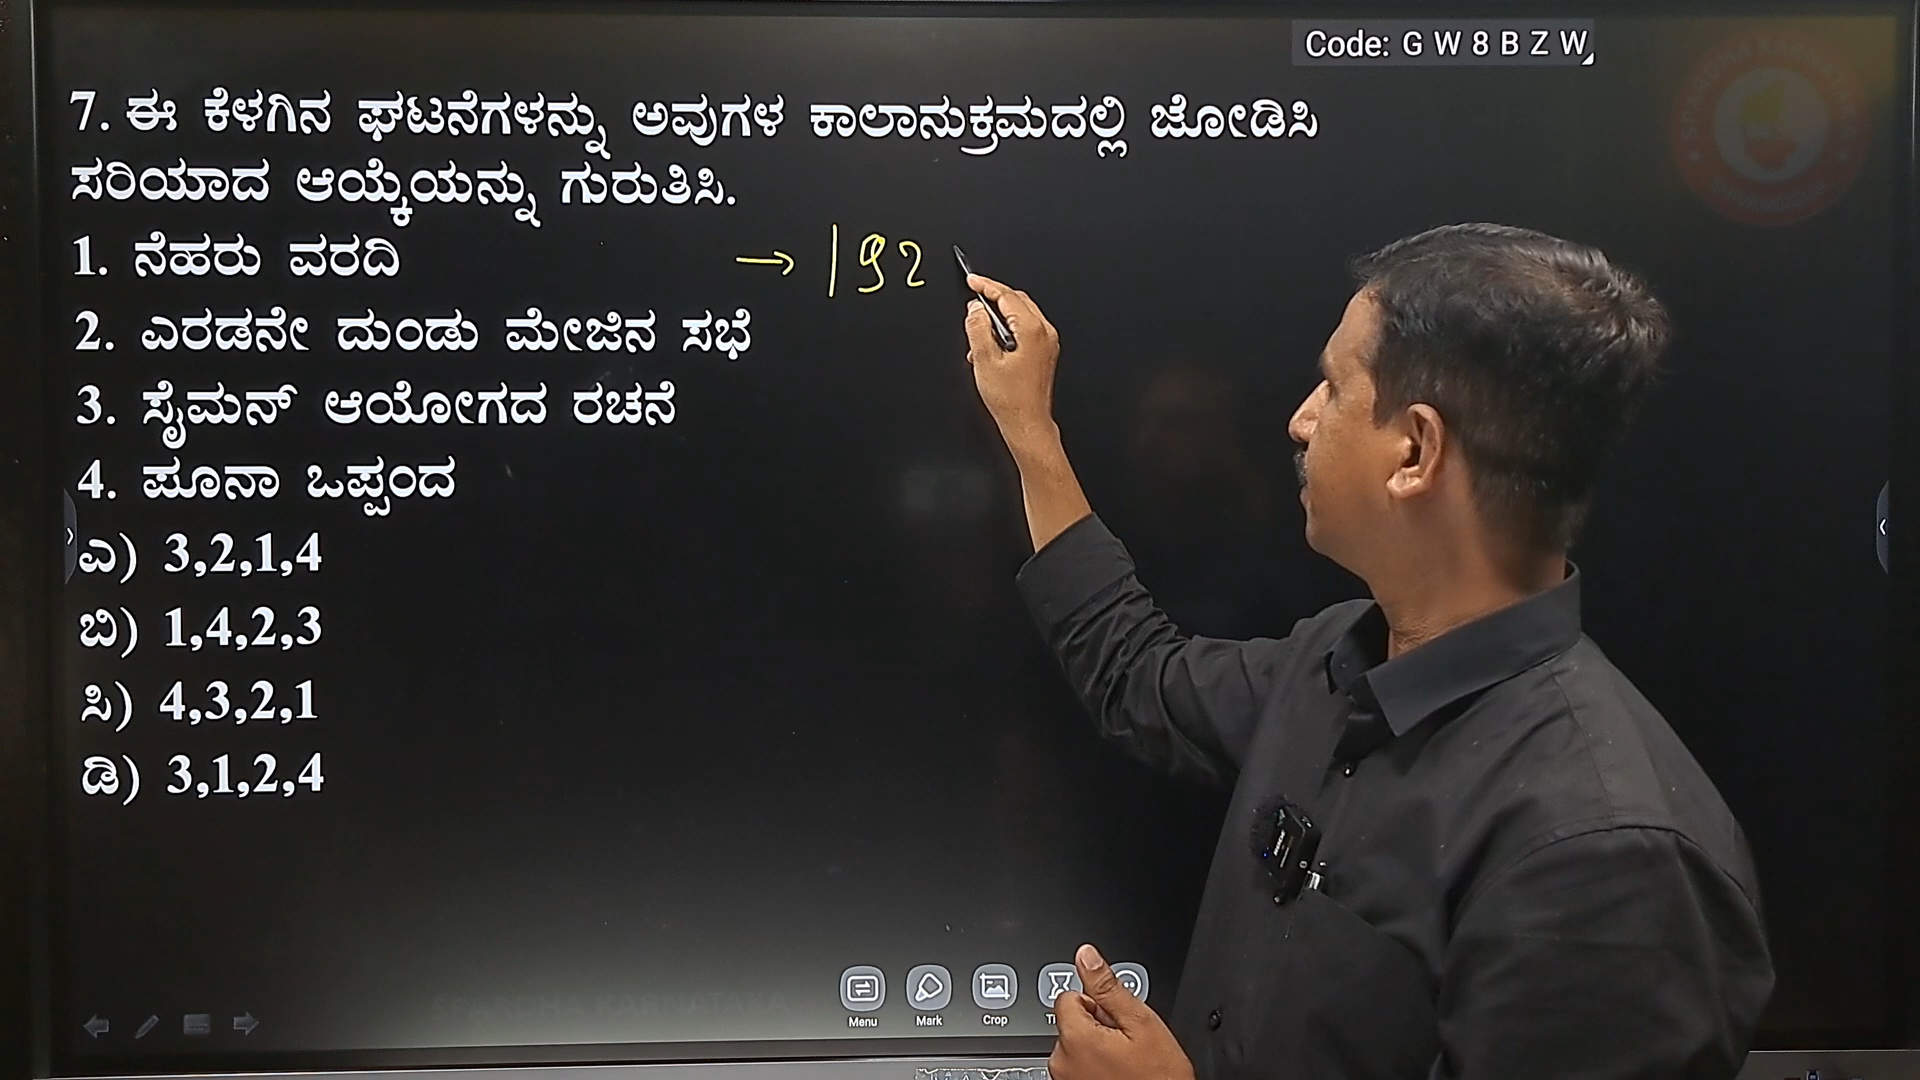 Code: G W 8 B Z W
7. ಈ ಕೆಳಗಿನ ಘಟನೆಗಳನ್ನು ಅವುಗಳ ಕಾಲಾನುಕ್ರಮದಲ್ಲಿ ಜೋಡಿಸಿ
ಸರಿಯಾದ ಆಯ್ಕೆಯನ್ನು ಗುರುತಿಸಿ.
1. ನೆಹರು ವರದಿ → 192
2. ಎರಡನೇ ದುಂಡು ಮೇಜಿನ ಸಭೆ
3. ಸೈಮನ್ ಆಯೋಗದ ರಚನೆ
4. ಪೂನಾ ಒಪ್ಪಂದ
ಎ) 3,2,1,4
ಬಿ) 1,4,2,3
ಸಿ) 4,3,2,1
ಡಿ) 3,1,2,4
SPARDHA KARNATAKA
Menu Mark Crop